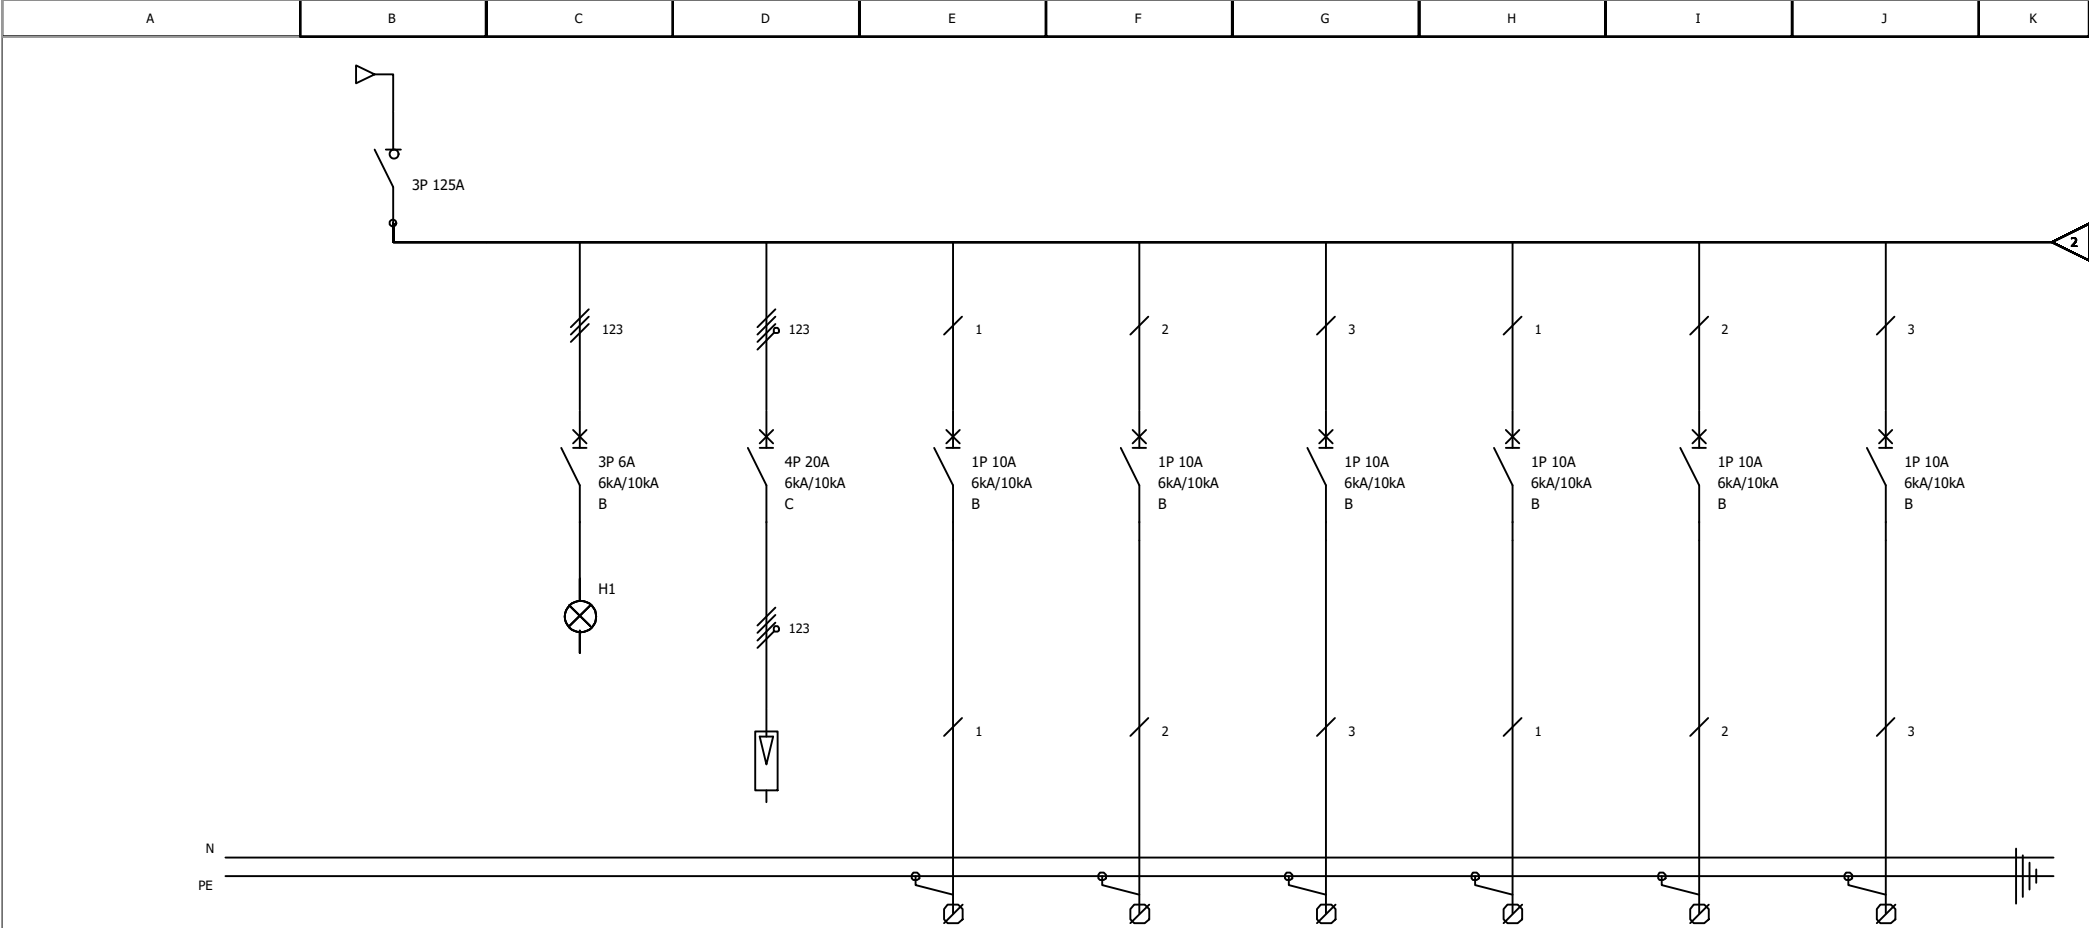 A B C D E F G H I J K
3P 125A
2
123 123 1 2 3 1 2 3
3P 6A 4P 20A 1P 10A 1P 10A 1P 10A 1P 10A 1P 10A 1P 10A
6kA/10kA 6kA/10kA 6kA/10kA 6kA/10kA 6kA/10kA 6kA/10kA 6kA/10kA 6kA/10kA
B C B B B B B B
H1
123
1 2 3 1 2 3
N
PE